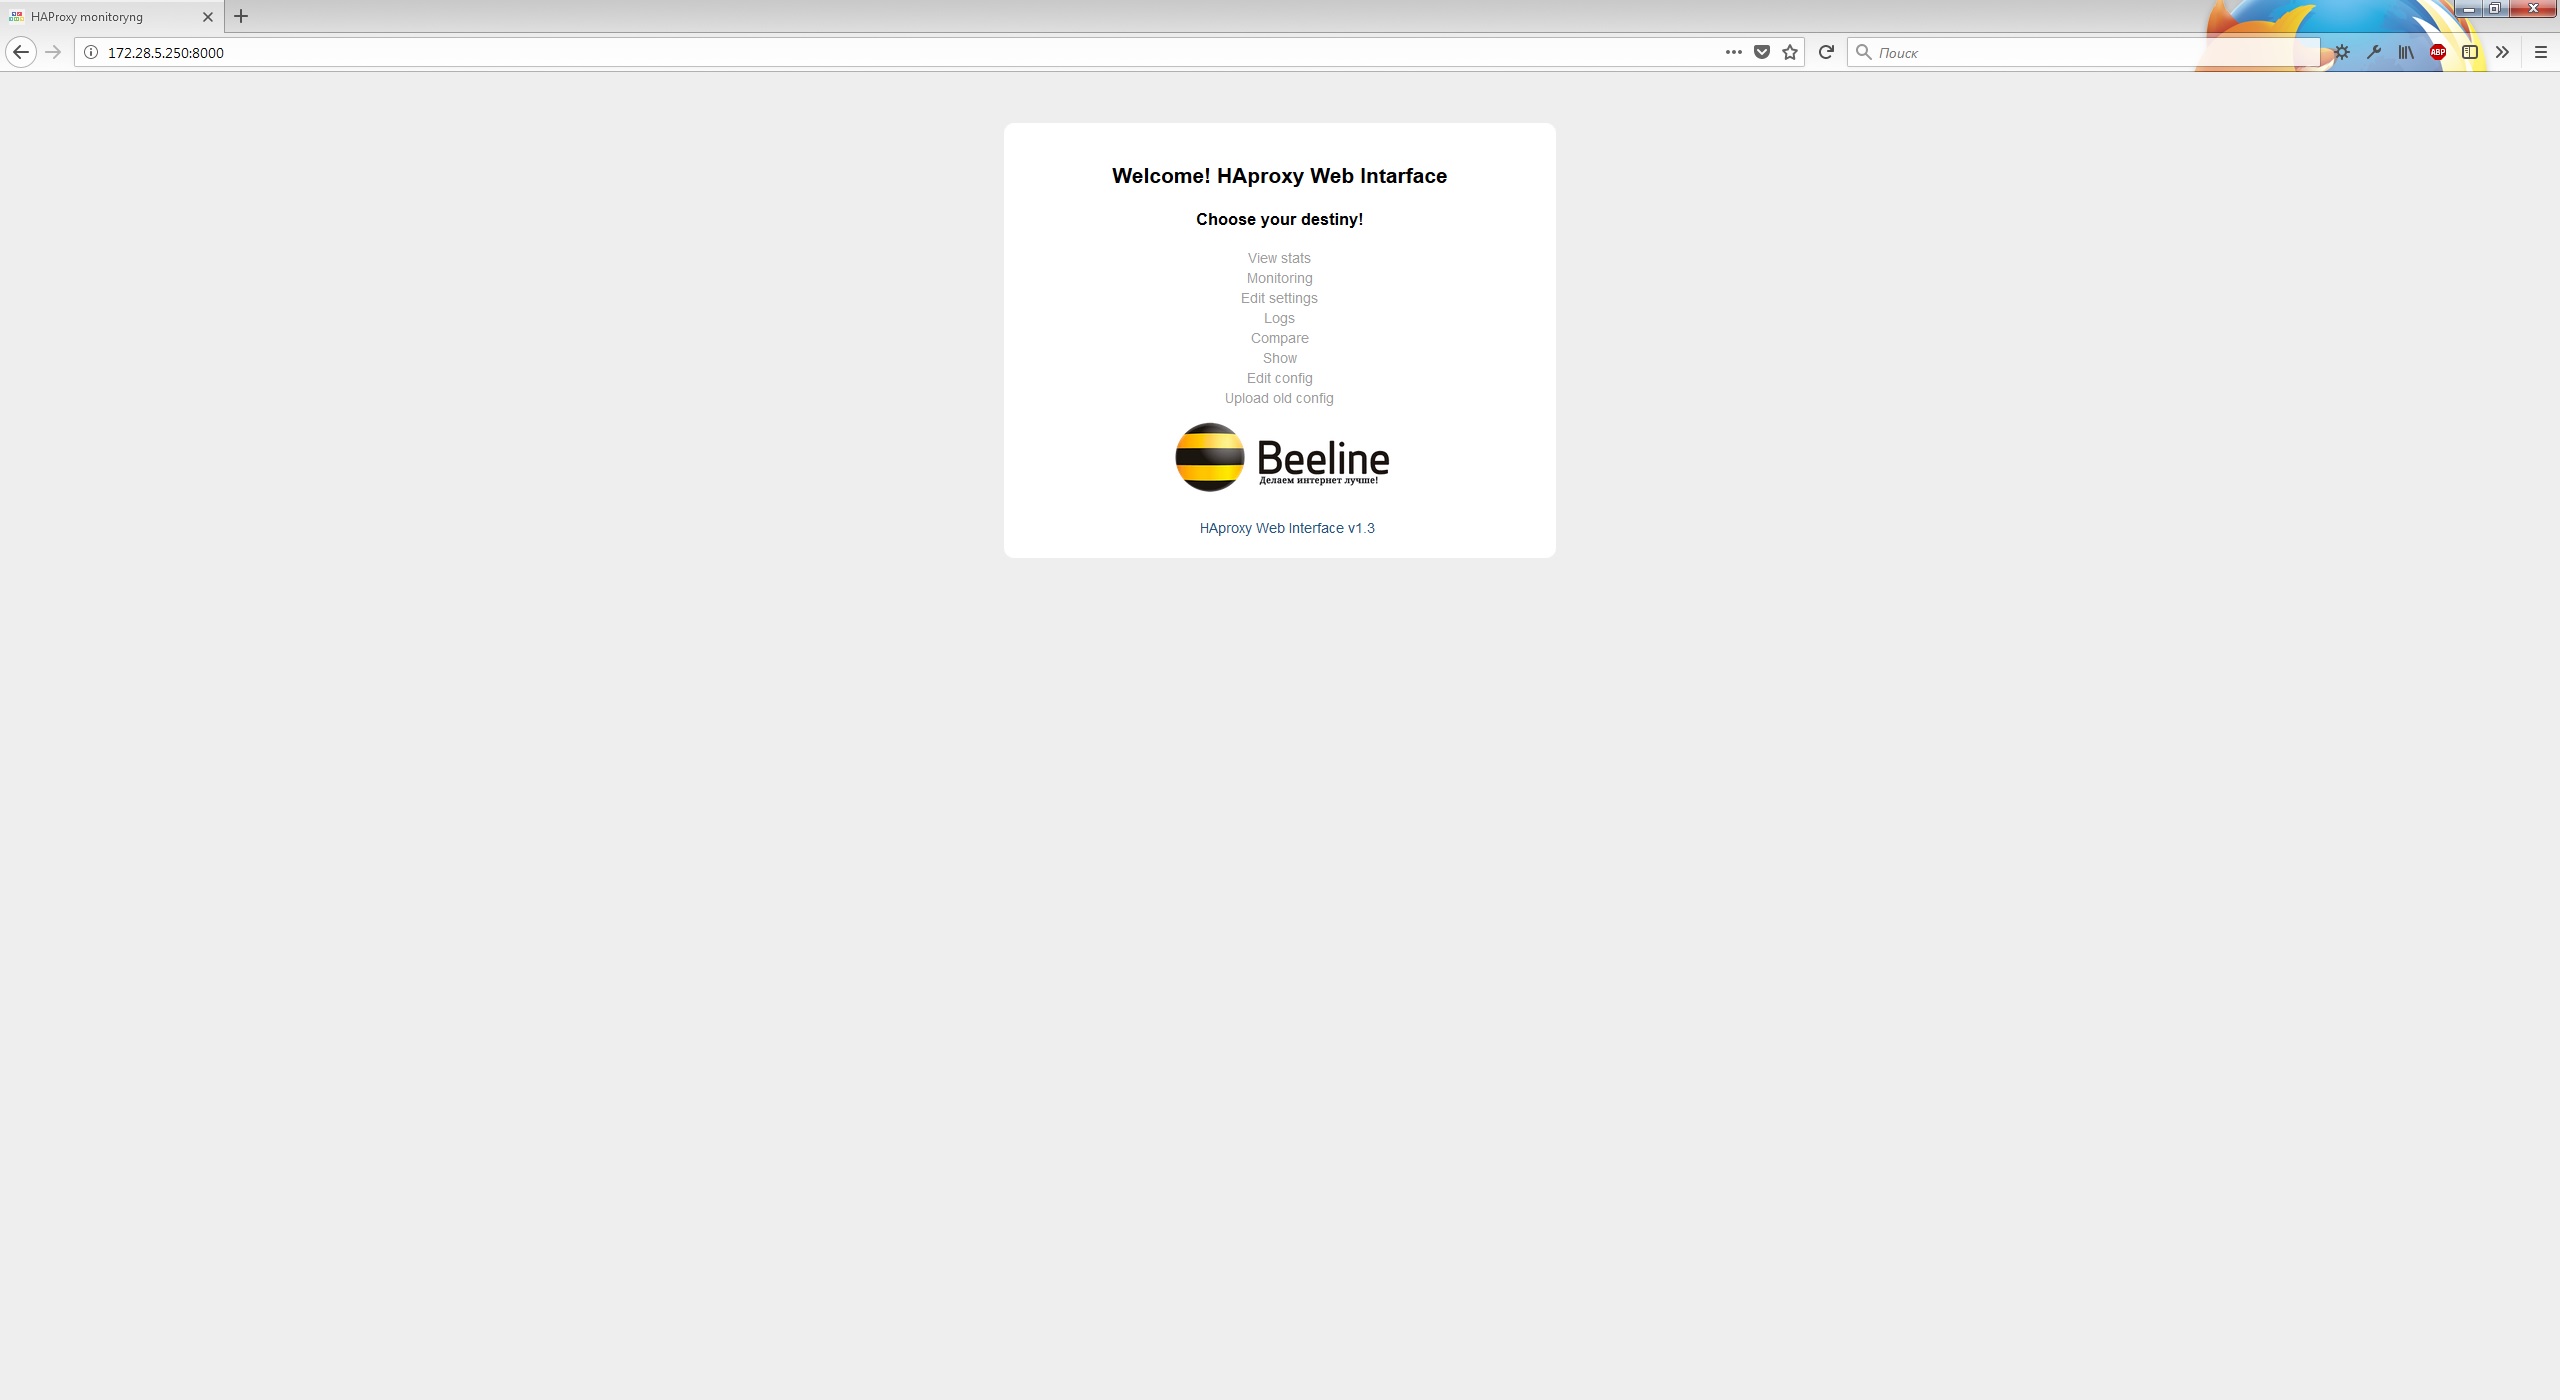 HAProxy monitoryng
172.28.5.250:8000
Поиск
ABP
Welcome! HAproxy Web Intarface
Choose your destiny!
View stats
Monitoring
Edit settings
Logs
Compare
Show
Edit config
Upload old config
Beeline
Делаем интернет лучше!
HAproxy Web Interface v1.3